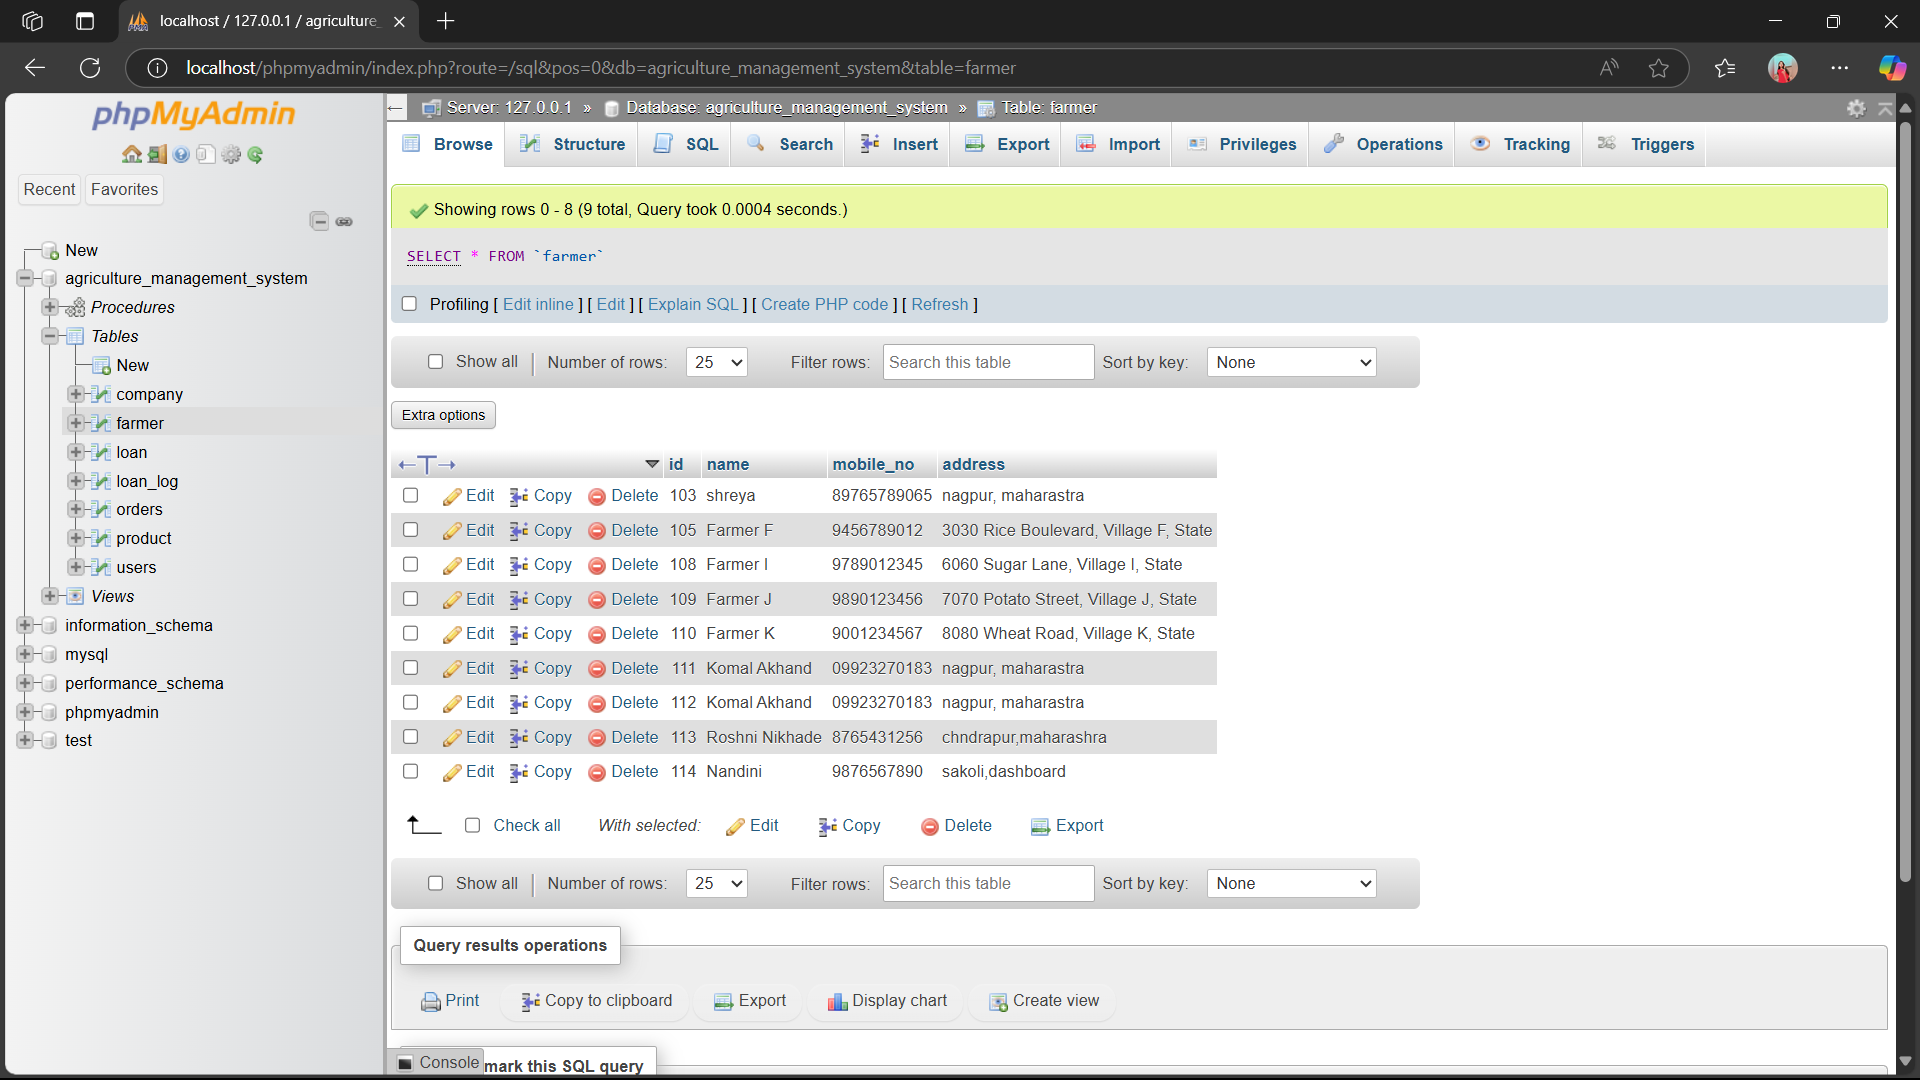 localhost / 127.0.0.1 / agriculture_
localhost/phpmyadmin/index.php?route=/sql&pos=0&db=agriculture_management_system&table=farmer
phpMyAdmin
Recent Favorites
New
agriculture_management_system
Procedures
Tables
New
company
farmer
loan
loan_log
orders
product
users
Views
information_schema
mysql
performance_schema
phpmyadmin
test
Server: 127.0.0.1 » Database: agriculture_management_system » Table: farmer
Browse Structure SQL Search Insert Export Import Privileges Operations Tracking Triggers
Showing rows 0 - 8 (9 total, Query took 0.0004 seconds.)
SELECT * FROM `farmer`
Profiling [ Edit inline ] [ Edit ] [ Explain SQL ] [ Create PHP code ] [ Refresh ]
Show all Number of rows: 25 Filter rows: Search this table Sort by key: None
Extra options
id name mobile_no address
Edit Copy Delete 103 shreya 89765789065 nagpur, maharastra
Edit Copy Delete 105 Farmer F 9456789012 3030 Rice Boulevard, Village F, State
Edit Copy Delete 108 Farmer I 9789012345 6060 Sugar Lane, Village I, State
Edit Copy Delete 109 Farmer J 9890123456 7070 Potato Street, Village J, State
Edit Copy Delete 110 Farmer K 9001234567 8080 Wheat Road, Village K, State
Edit Copy Delete 111 Komal Akhand 09923270183 nagpur, maharastra
Edit Copy Delete 112 Komal Akhand 09923270183 nagpur, maharastra
Edit Copy Delete 113 Roshni Nikhade 8765431256 chndrapur,maharashra
Edit Copy Delete 114 Nandini 9876567890 sakoli,dashboard
Check all With selected: Edit Copy Delete Export
Show all Number of rows: 25 Filter rows: Search this table Sort by key: None
Query results operations
Print Copy to clipboard Export Display chart Create view
Console
mark this SQL query